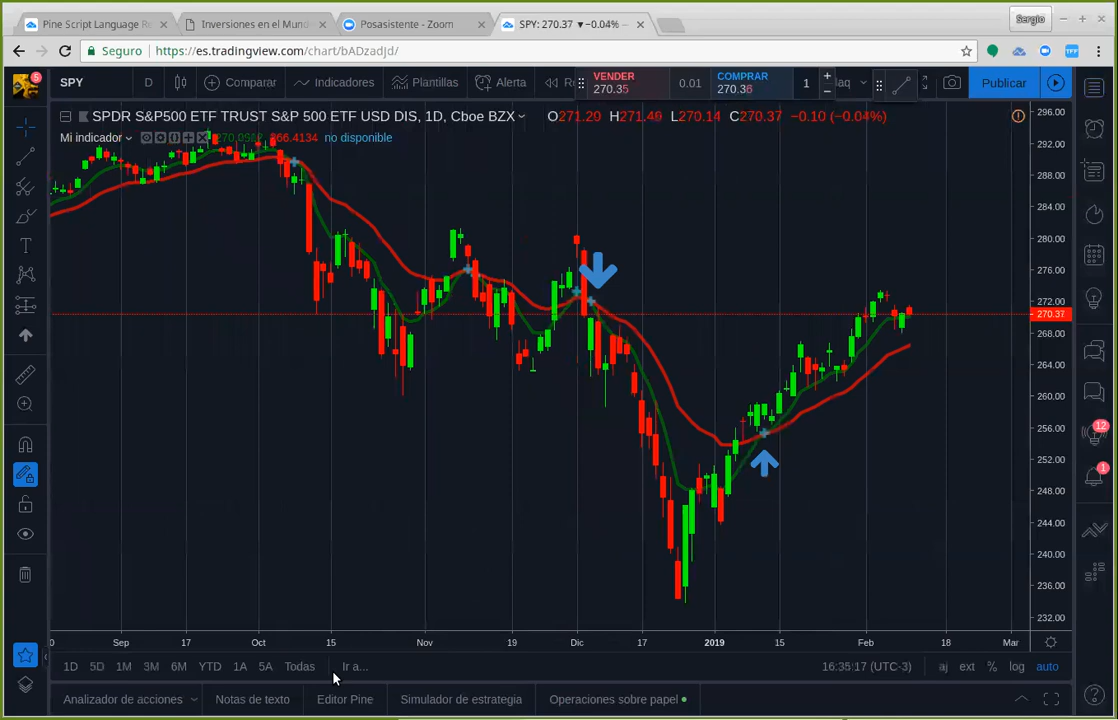 Pine Script Language Re
Inversiones en el Mund
Posasistente - Zoom
SPY: 270.37 ▼−0.04%
Sergio
Seguro
https://es.tradingview.com/chart/bADzadJd/
5
SPY
D
Comparar
Indicadores
Plantillas
Alerta
VENDER
270.35
0.01
COMPRAR
270.36
1
aq
Publicar
SPDR S&P500 ETF TRUST S&P 500 ETF USD DIS, 1D, Cboe BZX
O271.20 H271.46 L270.14 C270.37 −0.10 (−0.04%)
Mi indicador
266.4134
no disponible
296.00
292.00
288.00
284.00
280.00
276.00
272.00
270.37
268.00
264.00
260.00
256.00
252.00
248.00
244.00
240.00
236.00
232.00
12
1
Sep
17
Oct
15
Nov
19
Dic
17
2019
15
Feb
18
Mar
1D 5D 1M 3M 6M YTD 1A 5A Todas Ir a...
16:35:17 (UTC-3)
aj ext % log auto
Analizador de acciones
Notas de texto
Editor Pine
Simulador de estrategia
Operaciones sobre papel